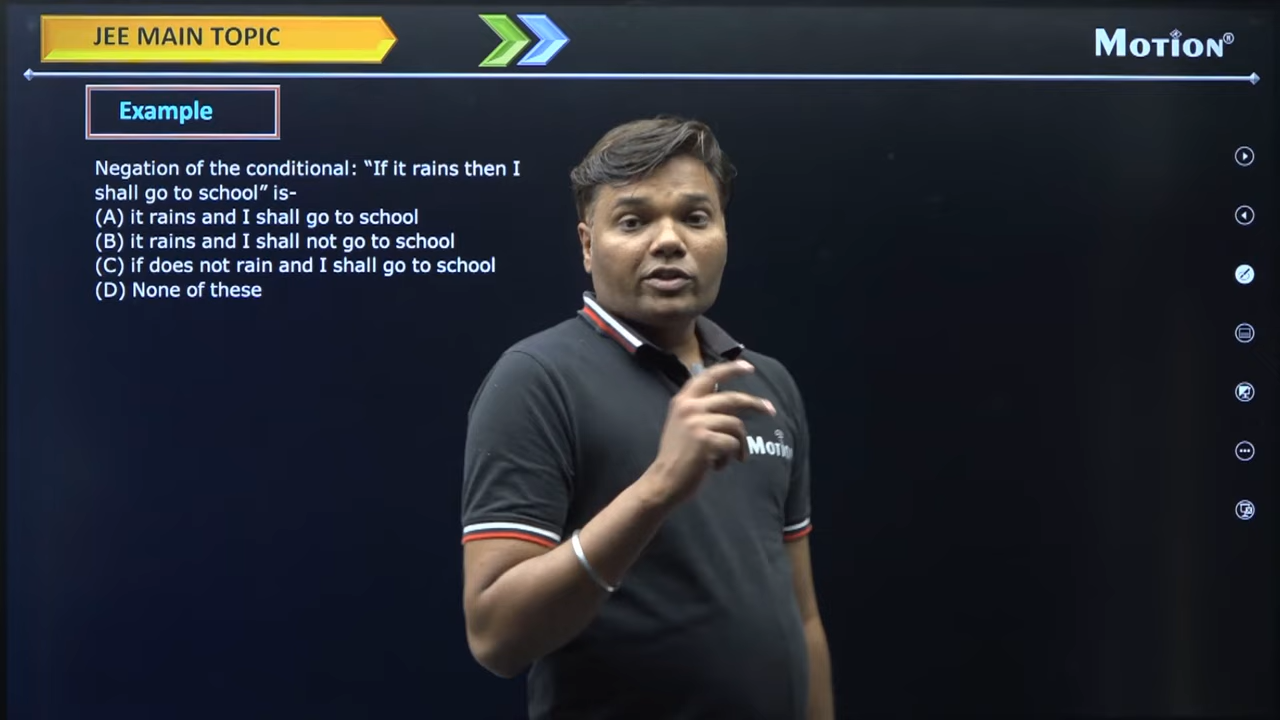 JEE MAIN TOPIC
MOTION®
Example
Negation of the conditional: “If it rains then I
shall go to school” is-
(A) it rains and I shall go to school
(B) it rains and I shall not go to school
(C) if does not rain and I shall go to school
(D) None of these
MOTION